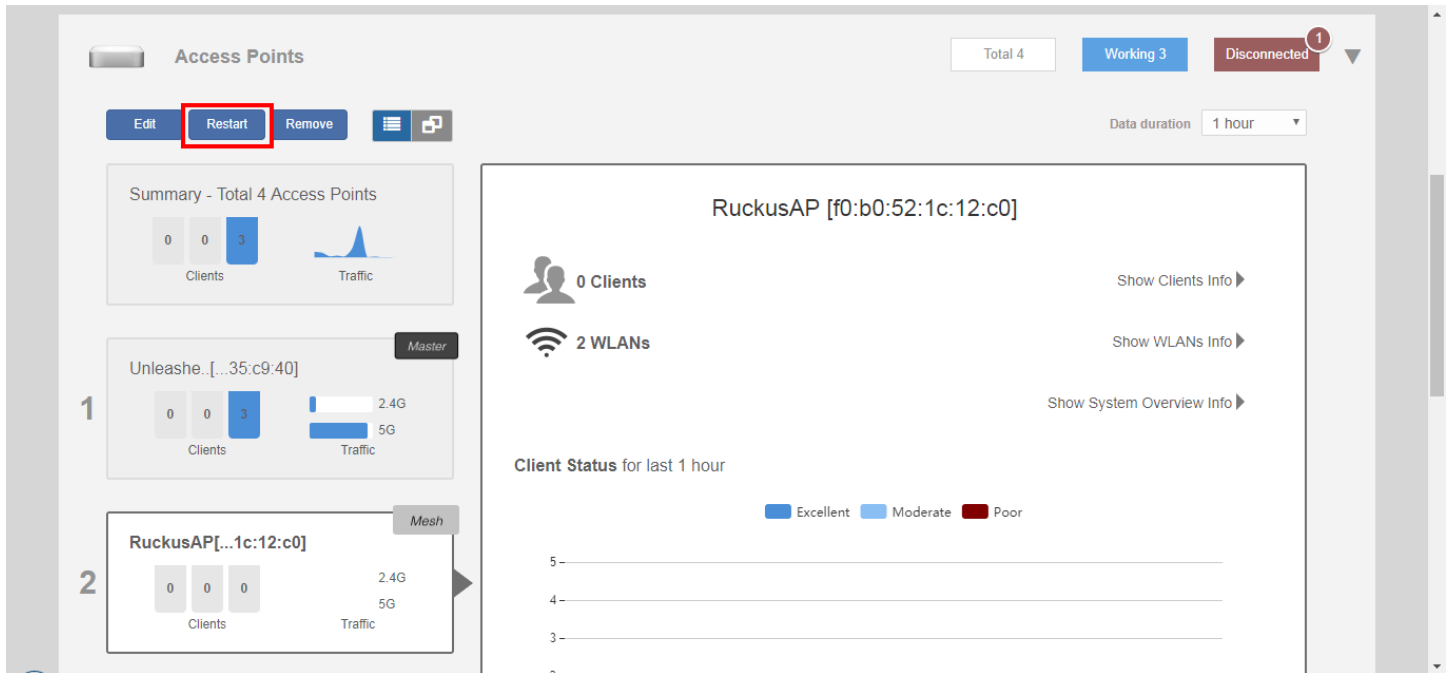 Access Points
Total 4
Working 3
Disconnected
1
Edit
Restart
Remove
Data duration
1 hour
Summary - Total 4 Access Points
0 0 3
Clients
Traffic
Master
Unleashe..[...35:c9:40]
1
0 0 3
2.4G
5G
Clients
Traffic
Mesh
RuckusAP[...1c:12:c0]
2
0 0 0
2.4G
5G
Clients
Traffic
RuckusAP [f0:b0:52:1c:12:c0]
0 Clients
Show Clients Info
2 WLANs
Show WLANs Info
Show System Overview Info
Client Status for last 1 hour
Excellent Moderate Poor
5
4
3